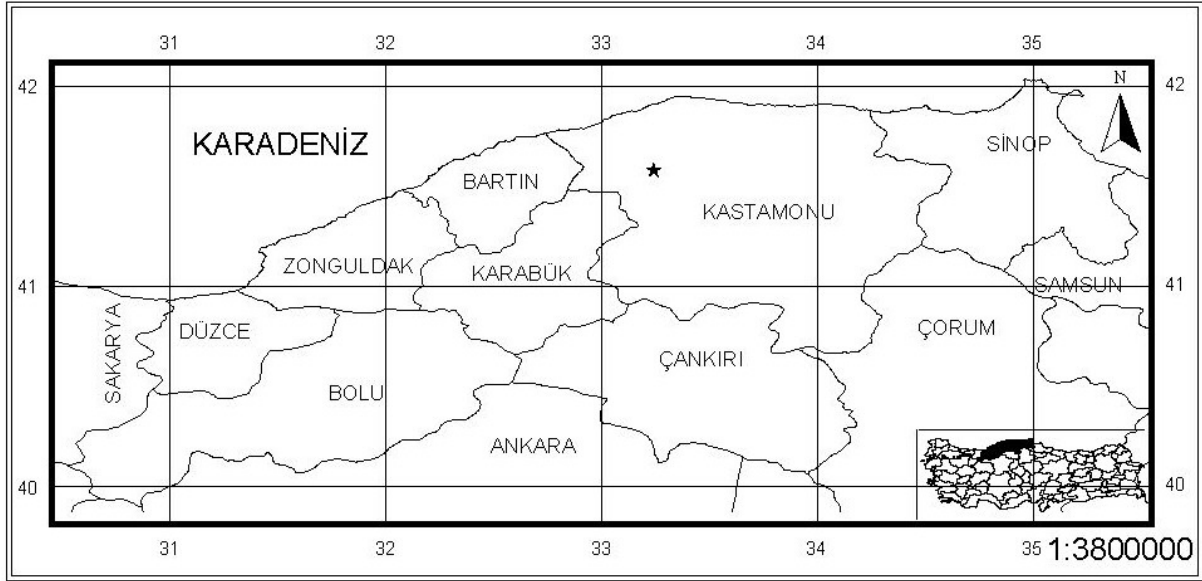 31 32 33 34 35
42 42
N
KARADENİZ
SİNOP
BARTIN
KASTAMONU
ZONGULDAK
KARABÜK
41 41
SAMSUN
SAKARYA
DÜZCE
ÇORUM
ÇANKIRI
BOLU
ANKARA
40 40
31 32 33 34 35
1:3800000